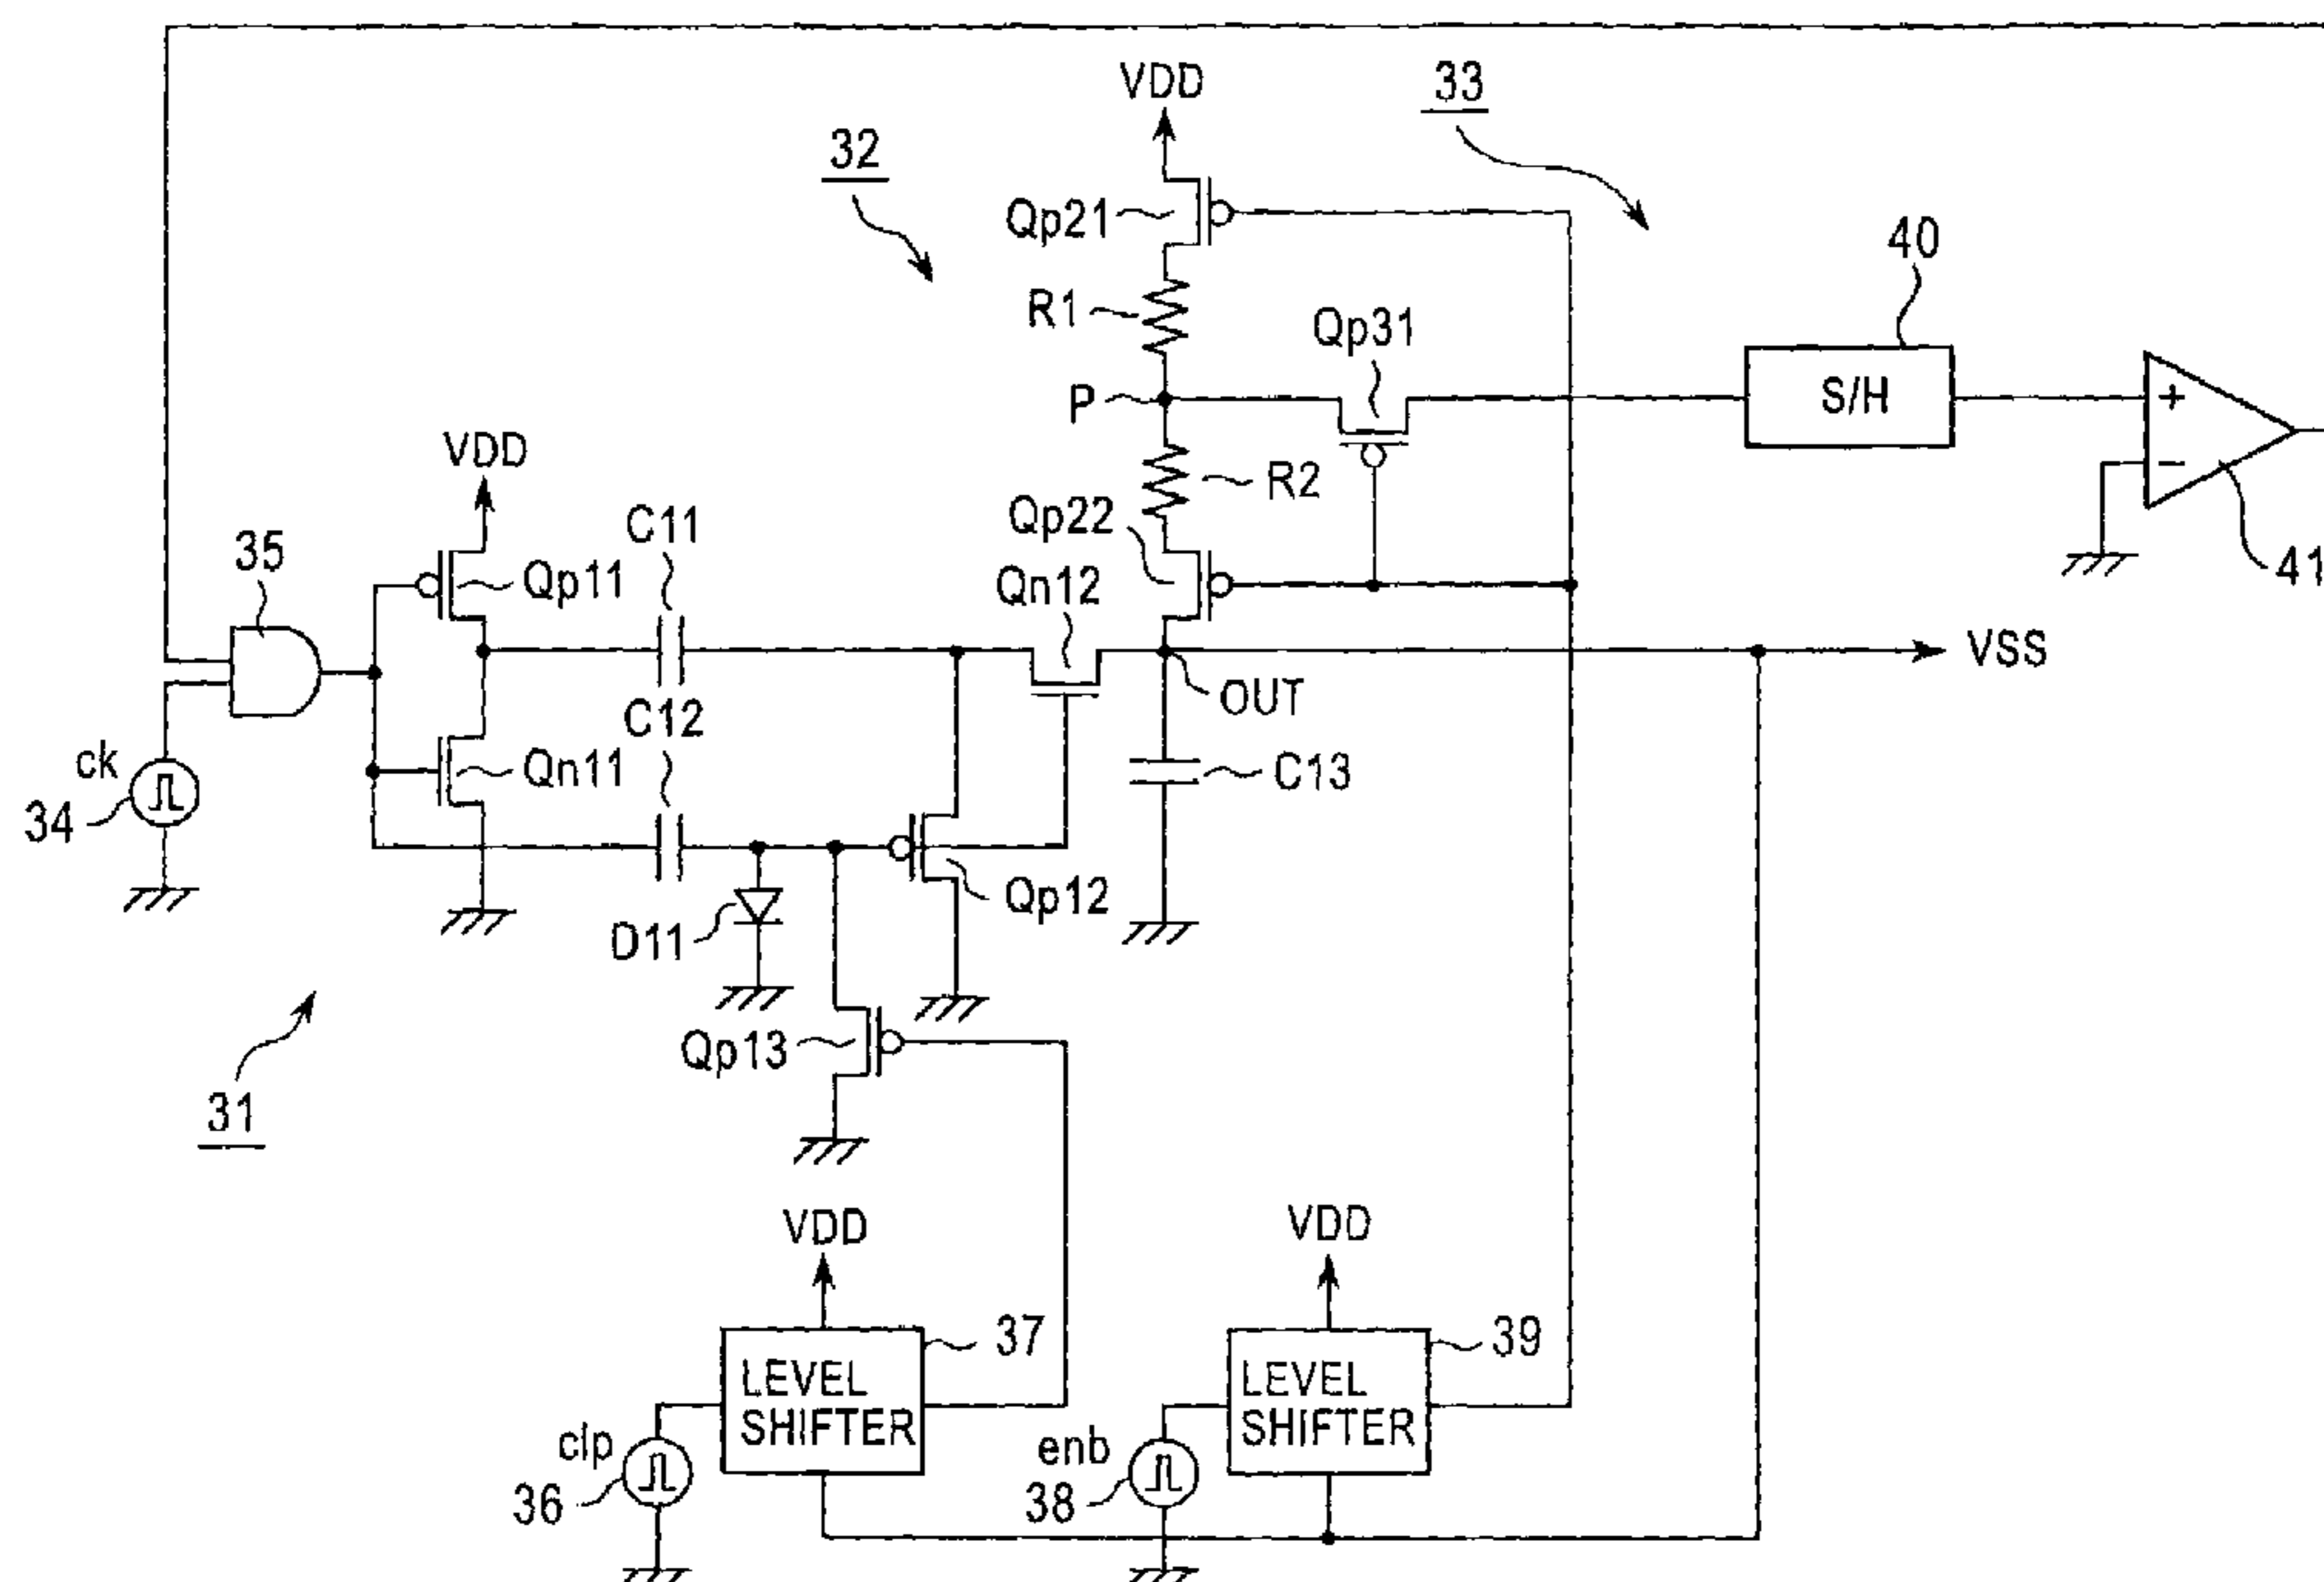 VDD
33
32
Qp21
40
R1
Qp31
P
S/H
+
VDD
R2
−
C11
Qp22
35
Qp11
Qn12
41
VSS
OUT
C12
ck
Qn11
C13
34
D11
Qp12
Qp13
31
VDD
VDD
37
39
LEVEL
SHIFTER
LEVEL
SHIFTER
clp
enb
36
38